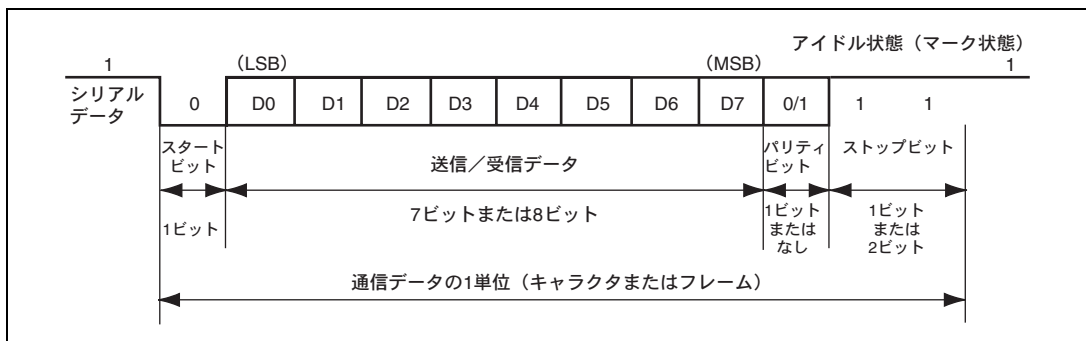 アイドル状態（マーク状態）
1 （LSB） （MSB） 1
シリアル
データ
0 D0 D1 D2 D3 D4 D5 D6 D7 0/1 1 1
スタート
ビット
送信／受信データ
パリティ
ビット
ストップビット
1ビット
7ビットまたは8ビット
1ビット
または
なし
1ビット
または
2ビット
通信データの1単位（キャラクタまたはフレーム）